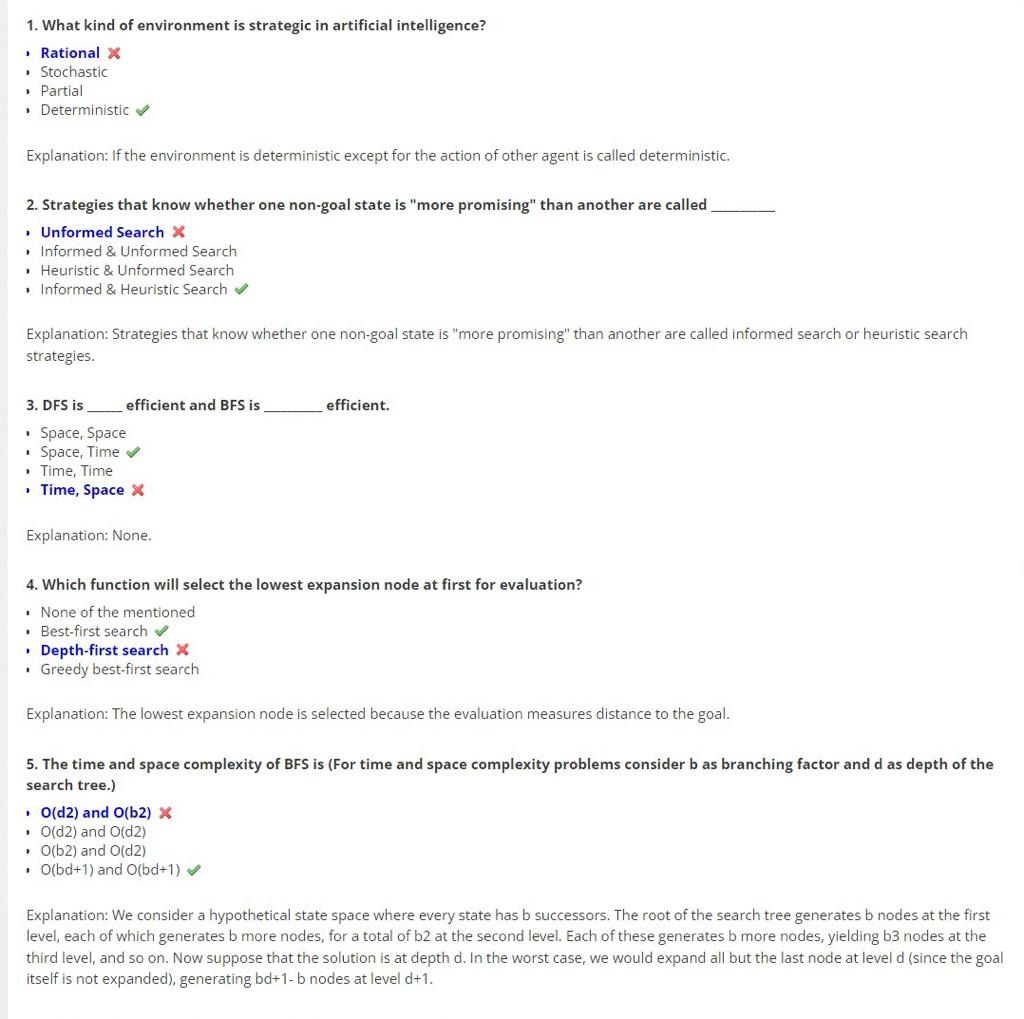 1. What kind of environment is strategic in artificial intelligence?
Rational
Stochastic
Partial
Deterministic
Explanation: If the environment is deterministic except for the action of other agent is called deterministic.
2. Strategies that know whether one non-goal state is "more promising" than another are called __________
Unformed Search
Informed & Unformed Search
Heuristic & Unformed Search
Informed & Heuristic Search
Explanation: Strategies that know whether one non-goal state is "more promising" than another are called informed search or heuristic search
strategies.
3. DFS is ______ efficient and BFS is __________ efficient.
Space, Space
Space, Time
Time, Time
Time, Space
Explanation: None.
4. Which function will select the lowest expansion node at first for evaluation?
None of the mentioned
Best-first search
Depth-first search
Greedy best-first search
Explanation: The lowest expansion node is selected because the evaluation measures distance to the goal.
5. The time and space complexity of BFS is (For time and space complexity problems consider b as branching factor and d as depth of the
search tree.)
O(d2) and O(b2)
O(d2) and O(d2)
O(b2) and O(d2)
O(bd+1) and O(bd+1)
Explanation: We consider a hypothetical state space where every state has b successors. The root of the search tree generates b nodes at the first
level, each of which generates b more nodes, for a total of b2 at the second level. Each of these generates b more nodes, yielding b3 nodes at the
third level, and so on. Now suppose that the solution is at depth d. In the worst case, we would expand all but the last node at level d (since the goal
itself is not expanded), generating bd+1- b nodes at level d+1.